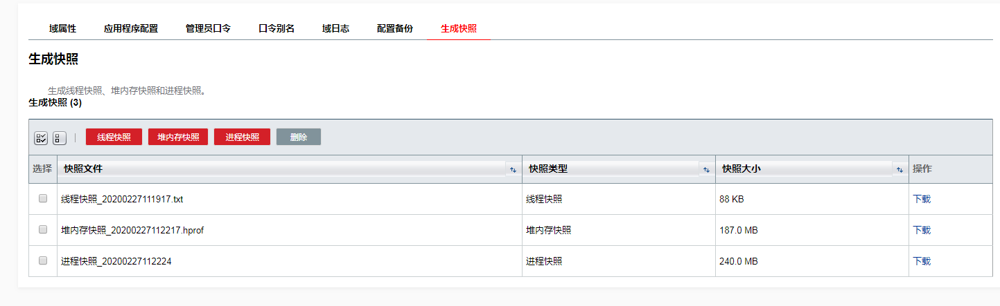 域属性 应用程序配置 管理员口令 口令别名 域日志 配置备份 生成快照
生成快照
生成线程快照、堆内存快照和进程快照。
生成快照 (3)
线程快照 堆内存快照 进程快照 删除
选择 快照文件 快照类型 快照大小 操作
线程快照_20200227111917.txt 线程快照 88 KB 下载
堆内存快照_20200227112217.hprof 堆内存快照 187.0 MB 下载
进程快照_20200227112224 进程快照 240.0 MB 下载